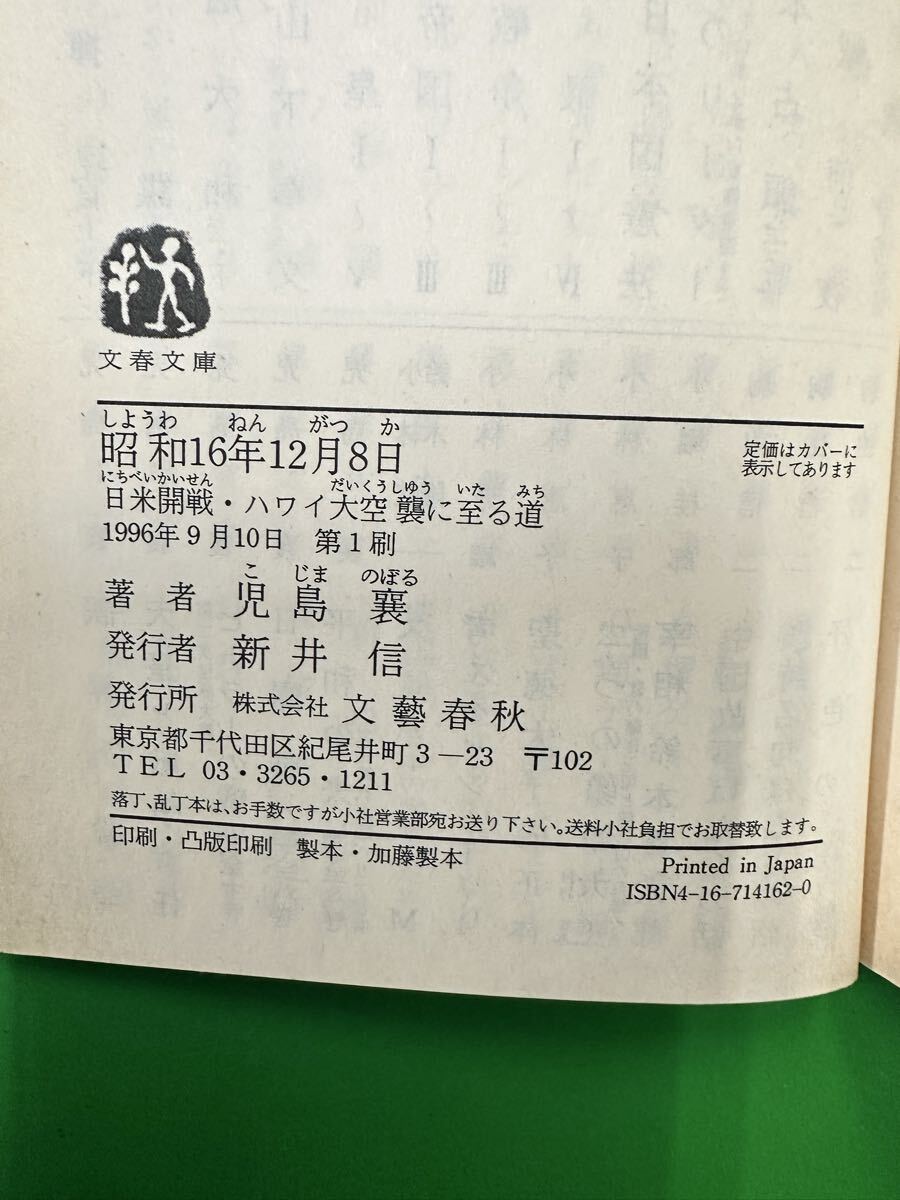 文春文庫
しようわ ねん がつ か
昭和16年12月8日
定価はカバーに
表示してあります
にちべいかいせん だいくうしゆう いた みち
日米開戦・ハワイ大空襲に至る道
1996年9月10日 第1刷
こ じま のぼる
著者 児島襄
発行者 新井信
発行所 株式会社 文藝春秋
東京都千代田区紀尾井町3―23 〒102
TEL 03・3265・1211
落丁、乱丁本は、お手数ですが小社営業部宛お送り下さい。送料小社負担でお取替致します。
印刷・凸版印刷 製本・加藤製本
Printed in Japan
ISBN4-16-714162-0